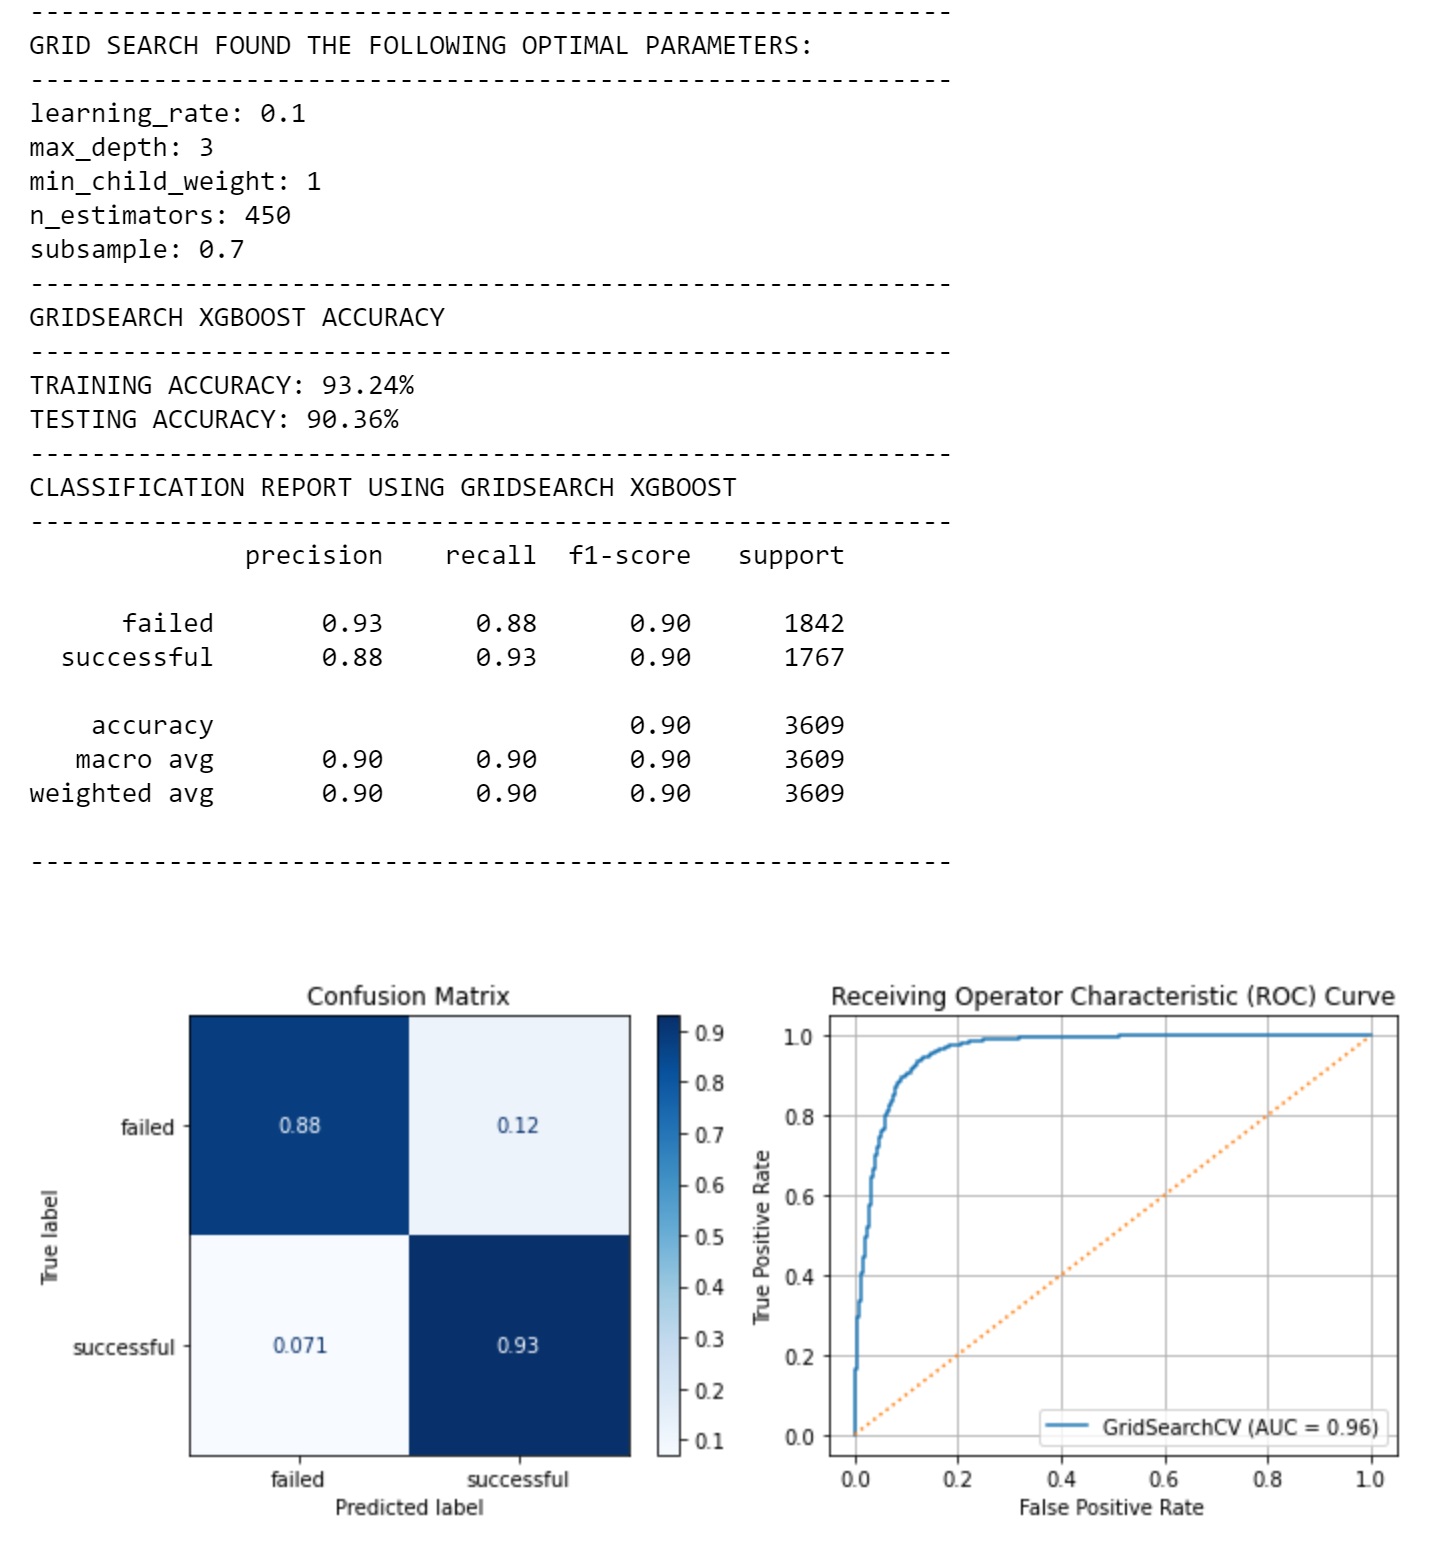 ------------------------------------------------------------
GRID SEARCH FOUND THE FOLLOWING OPTIMAL PARAMETERS:
------------------------------------------------------------
learning_rate: 0.1
max_depth: 3
min_child_weight: 1
n_estimators: 450
subsample: 0.7
------------------------------------------------------------
GRIDSEARCH XGBOOST ACCURACY
------------------------------------------------------------
TRAINING ACCURACY: 93.24%
TESTING ACCURACY: 90.36%
------------------------------------------------------------
CLASSIFICATION REPORT USING GRIDSEARCH XGBOOST
------------------------------------------------------------
precision recall f1-score support
failed 0.93 0.88 0.90 1842
successful 0.88 0.93 0.90 1767
accuracy 0.90 3609
macro avg 0.90 0.90 0.90 3609
weighted avg 0.90 0.90 0.90 3609
------------------------------------------------------------
Confusion Matrix
True label
failed
successful
0.88 0.12
0.071 0.93
failed successful
Predicted label
0.9
0.8
0.7
0.6
0.5
0.4
0.3
0.2
0.1
Receiving Operator Characteristic (ROC) Curve
True Positive Rate
1.0
0.8
0.6
0.4
0.2
0.0
GridSearchCV (AUC = 0.96)
0.0 0.2 0.4 0.6 0.8 1.0
False Positive Rate